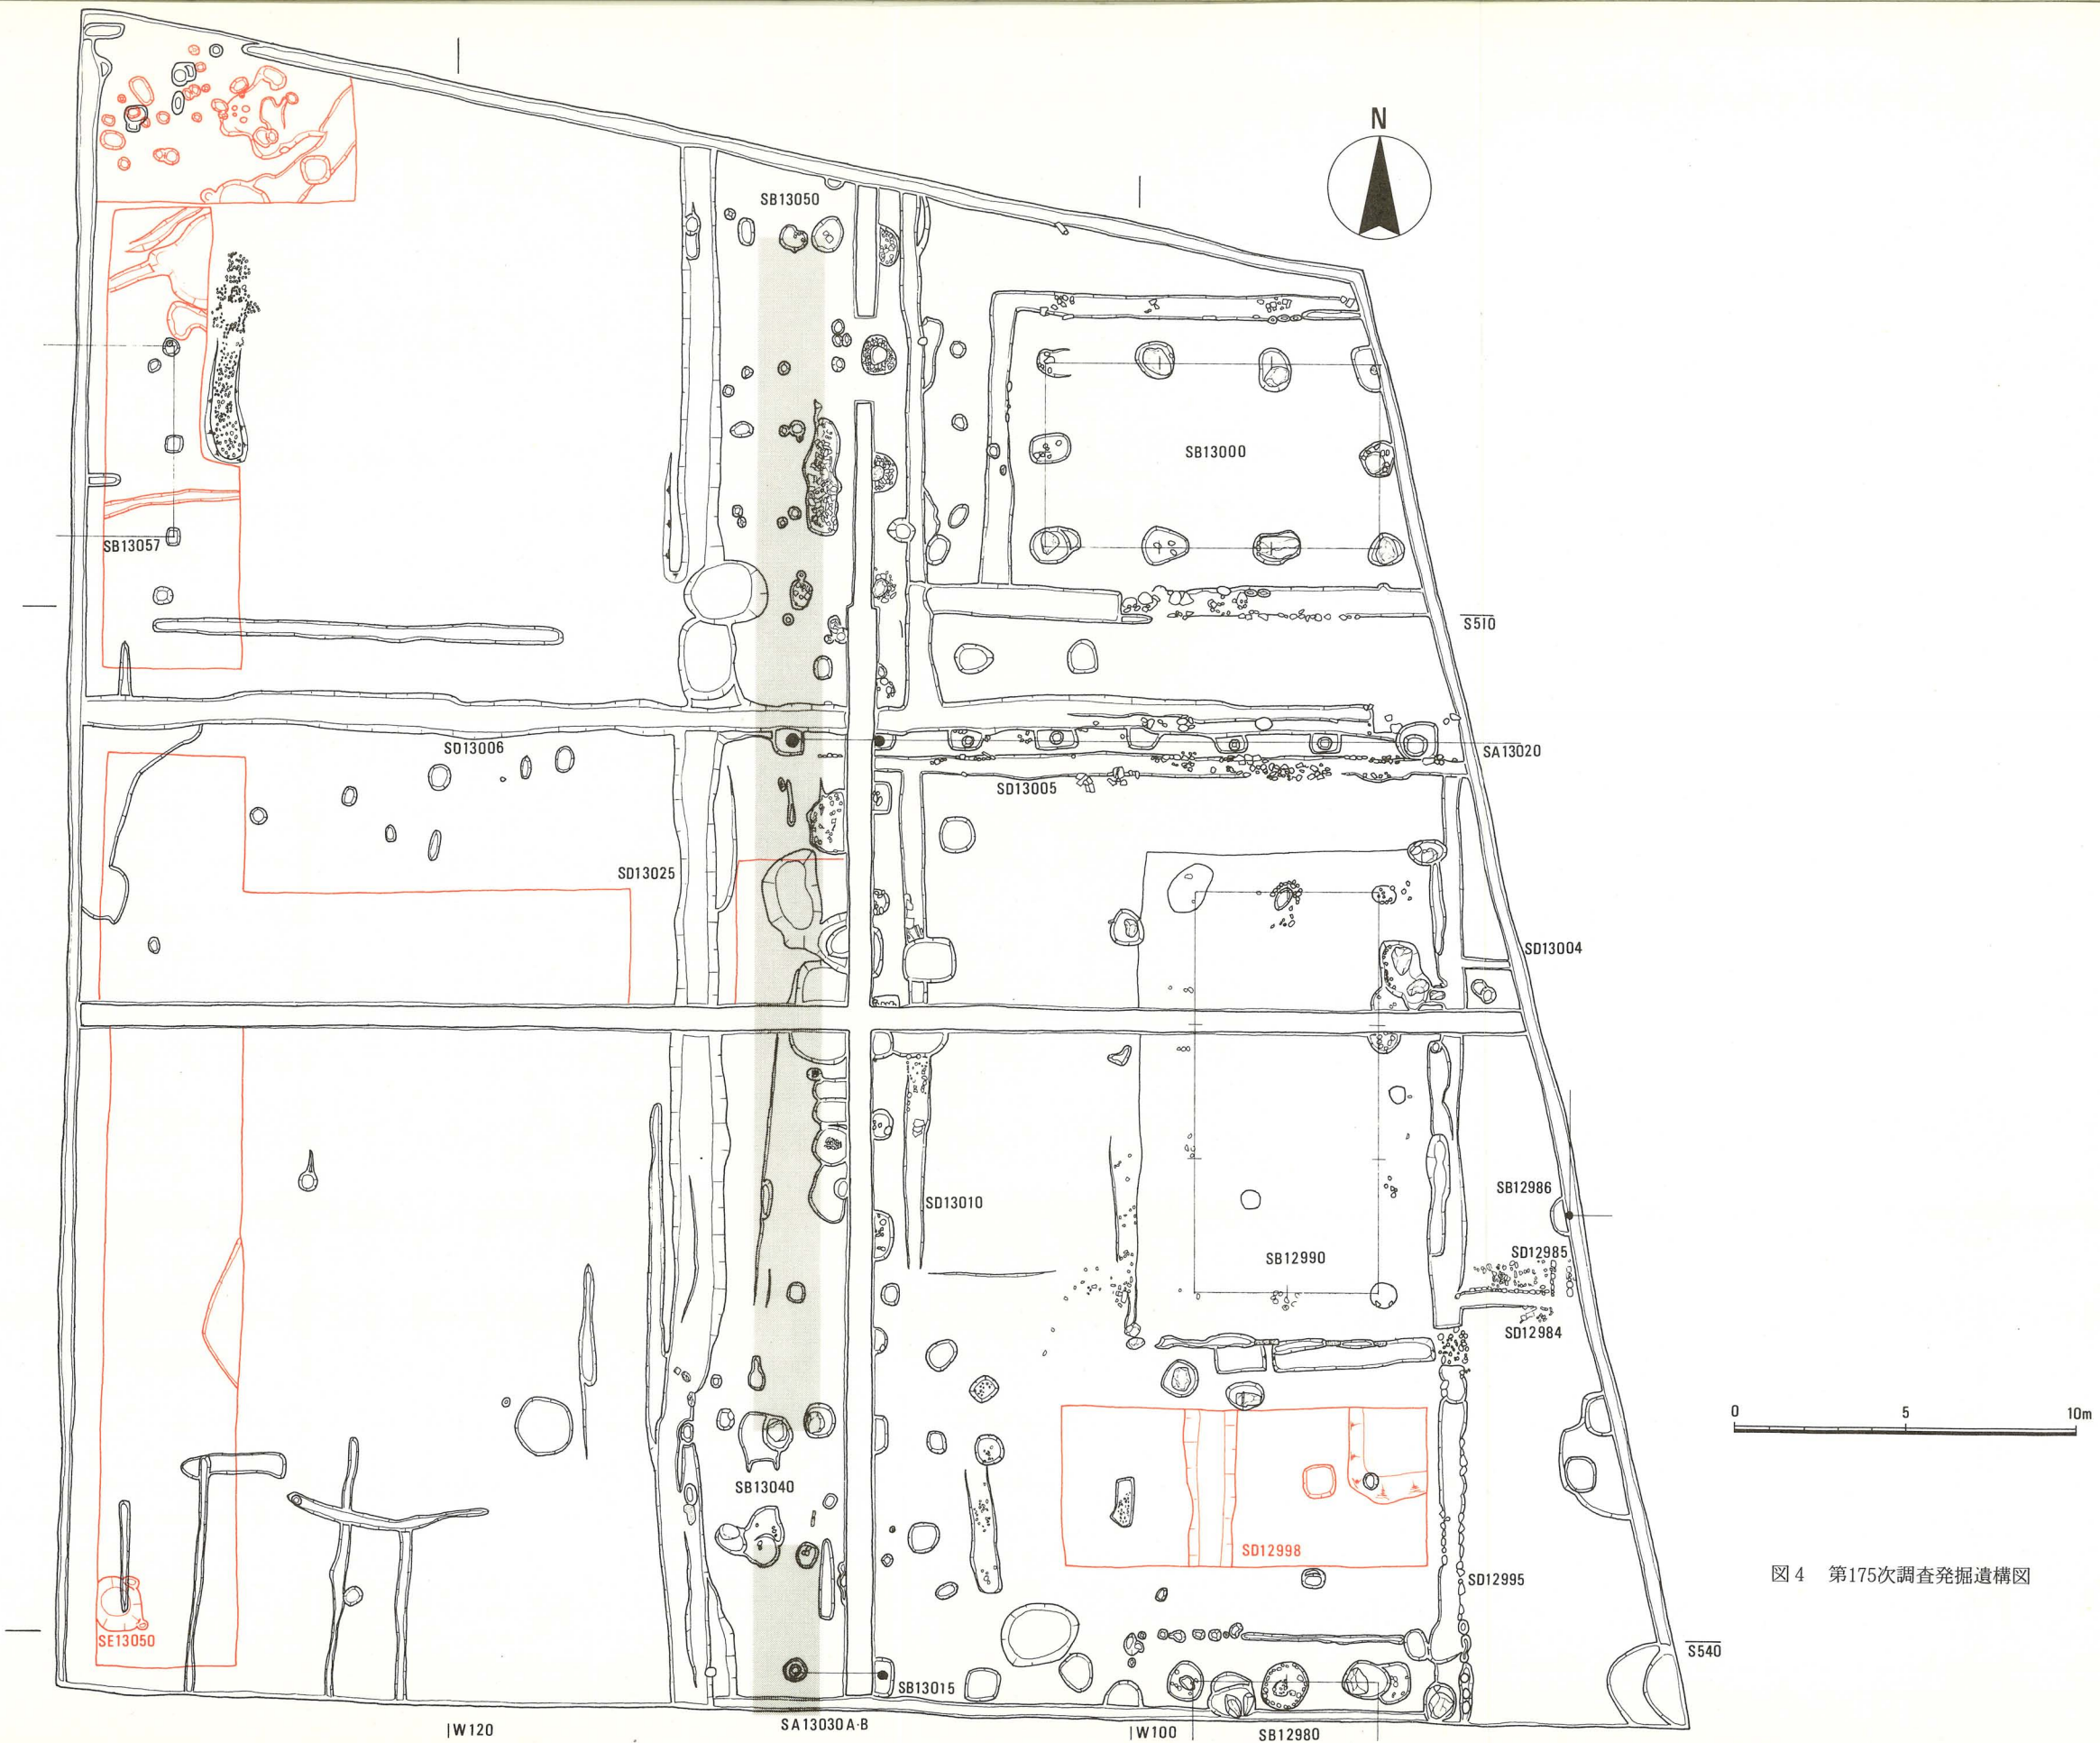 N
SB13050
SB13000
SB13057
S510
SD13006
SA13020
SD13005
SD13025
SD13004
SB12986
SD13010
SD12985
SB12990
SD12984
0 5 10m
SB13040
SD12998
図4 第175次調査発掘遺構図
SD12995
SE13050
S540
SB13015
W120
SA13030A·B
W100
SB12980